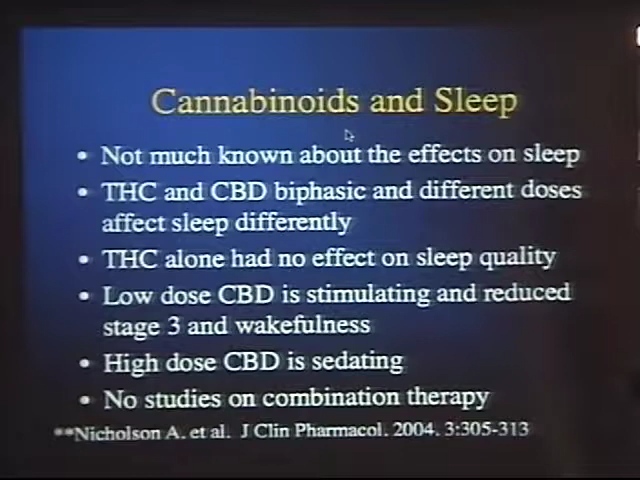 Cannabinoids and Sleep
• Not much known about the effects on sleep
• THC and CBD biphasic and different doses
affect sleep differently
• THC alone had no effect on sleep quality
• Low dose CBD is stimulating and reduced
stage 3 and wakefulness
• High dose CBD is sedating
• No studies on combination therapy
**Nicholson A. et al. J Clin Pharmacol. 2004. 3:305-313